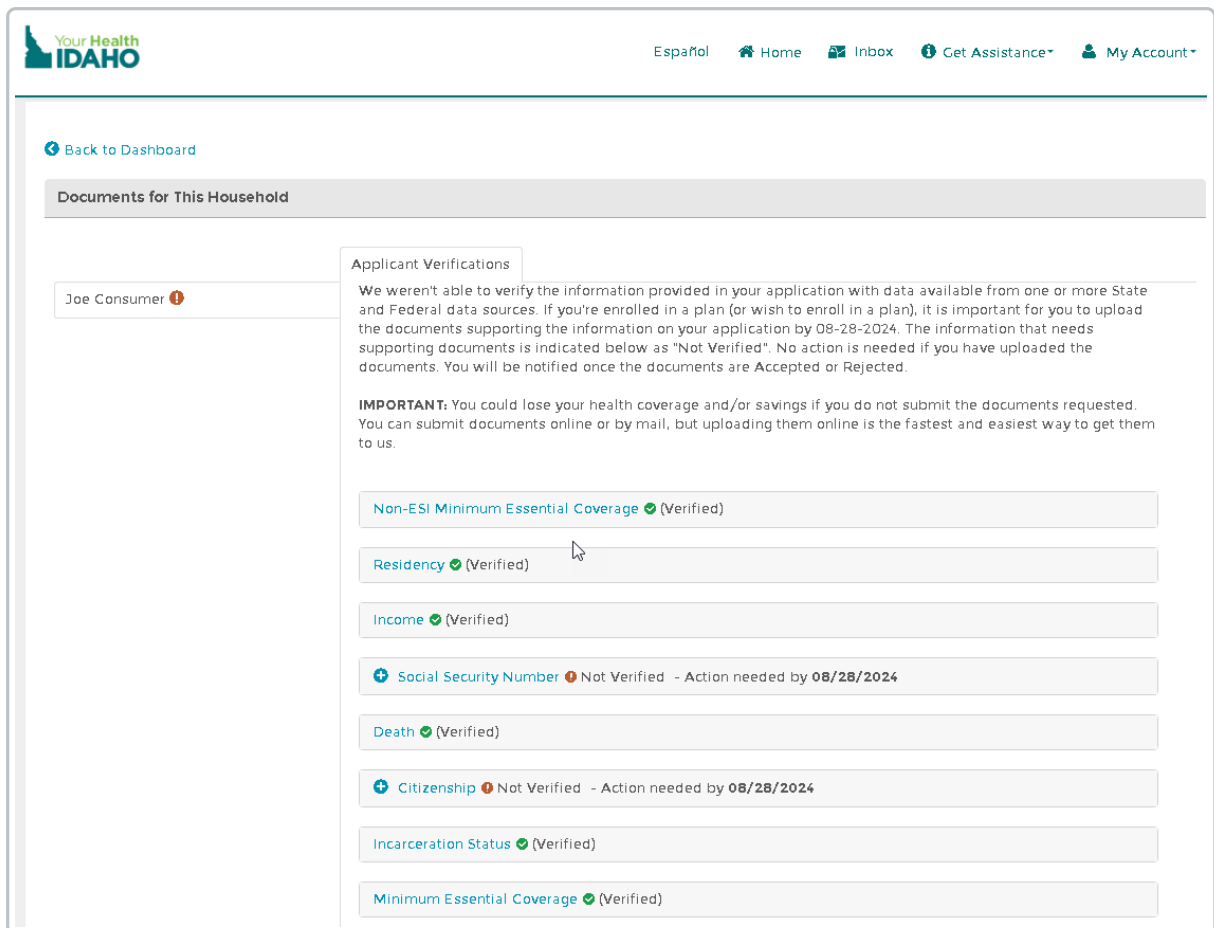 Your Health
IDAHO
Español Home Inbox Get Assistance My Account
Back to Dashboard
Documents for This Household
Applicant Verifications
Joe Consumer
We weren't able to verify the information provided in your application with data available from one or more State
and Federal data sources. If you're enrolled in a plan (or wish to enroll in a plan), it is important for you to upload
the documents supporting the information on your application by 08-28-2024. The information that needs
supporting documents is indicated below as "Not Verified". No action is needed if you have uploaded the
documents. You will be notified once the documents are Accepted or Rejected.
IMPORTANT: You could lose your health coverage and/or savings if you do not submit the documents requested.
You can submit documents online or by mail, but uploading them online is the fastest and easiest way to get them
to us.
Non-ESI Minimum Essential Coverage (Verified)
Residency (Verified)
Income (Verified)
Social Security Number Not Verified - Action needed by 08/28/2024
Death (Verified)
Citizenship Not Verified - Action needed by 08/28/2024
Incarceration Status (Verified)
Minimum Essential Coverage (Verified)